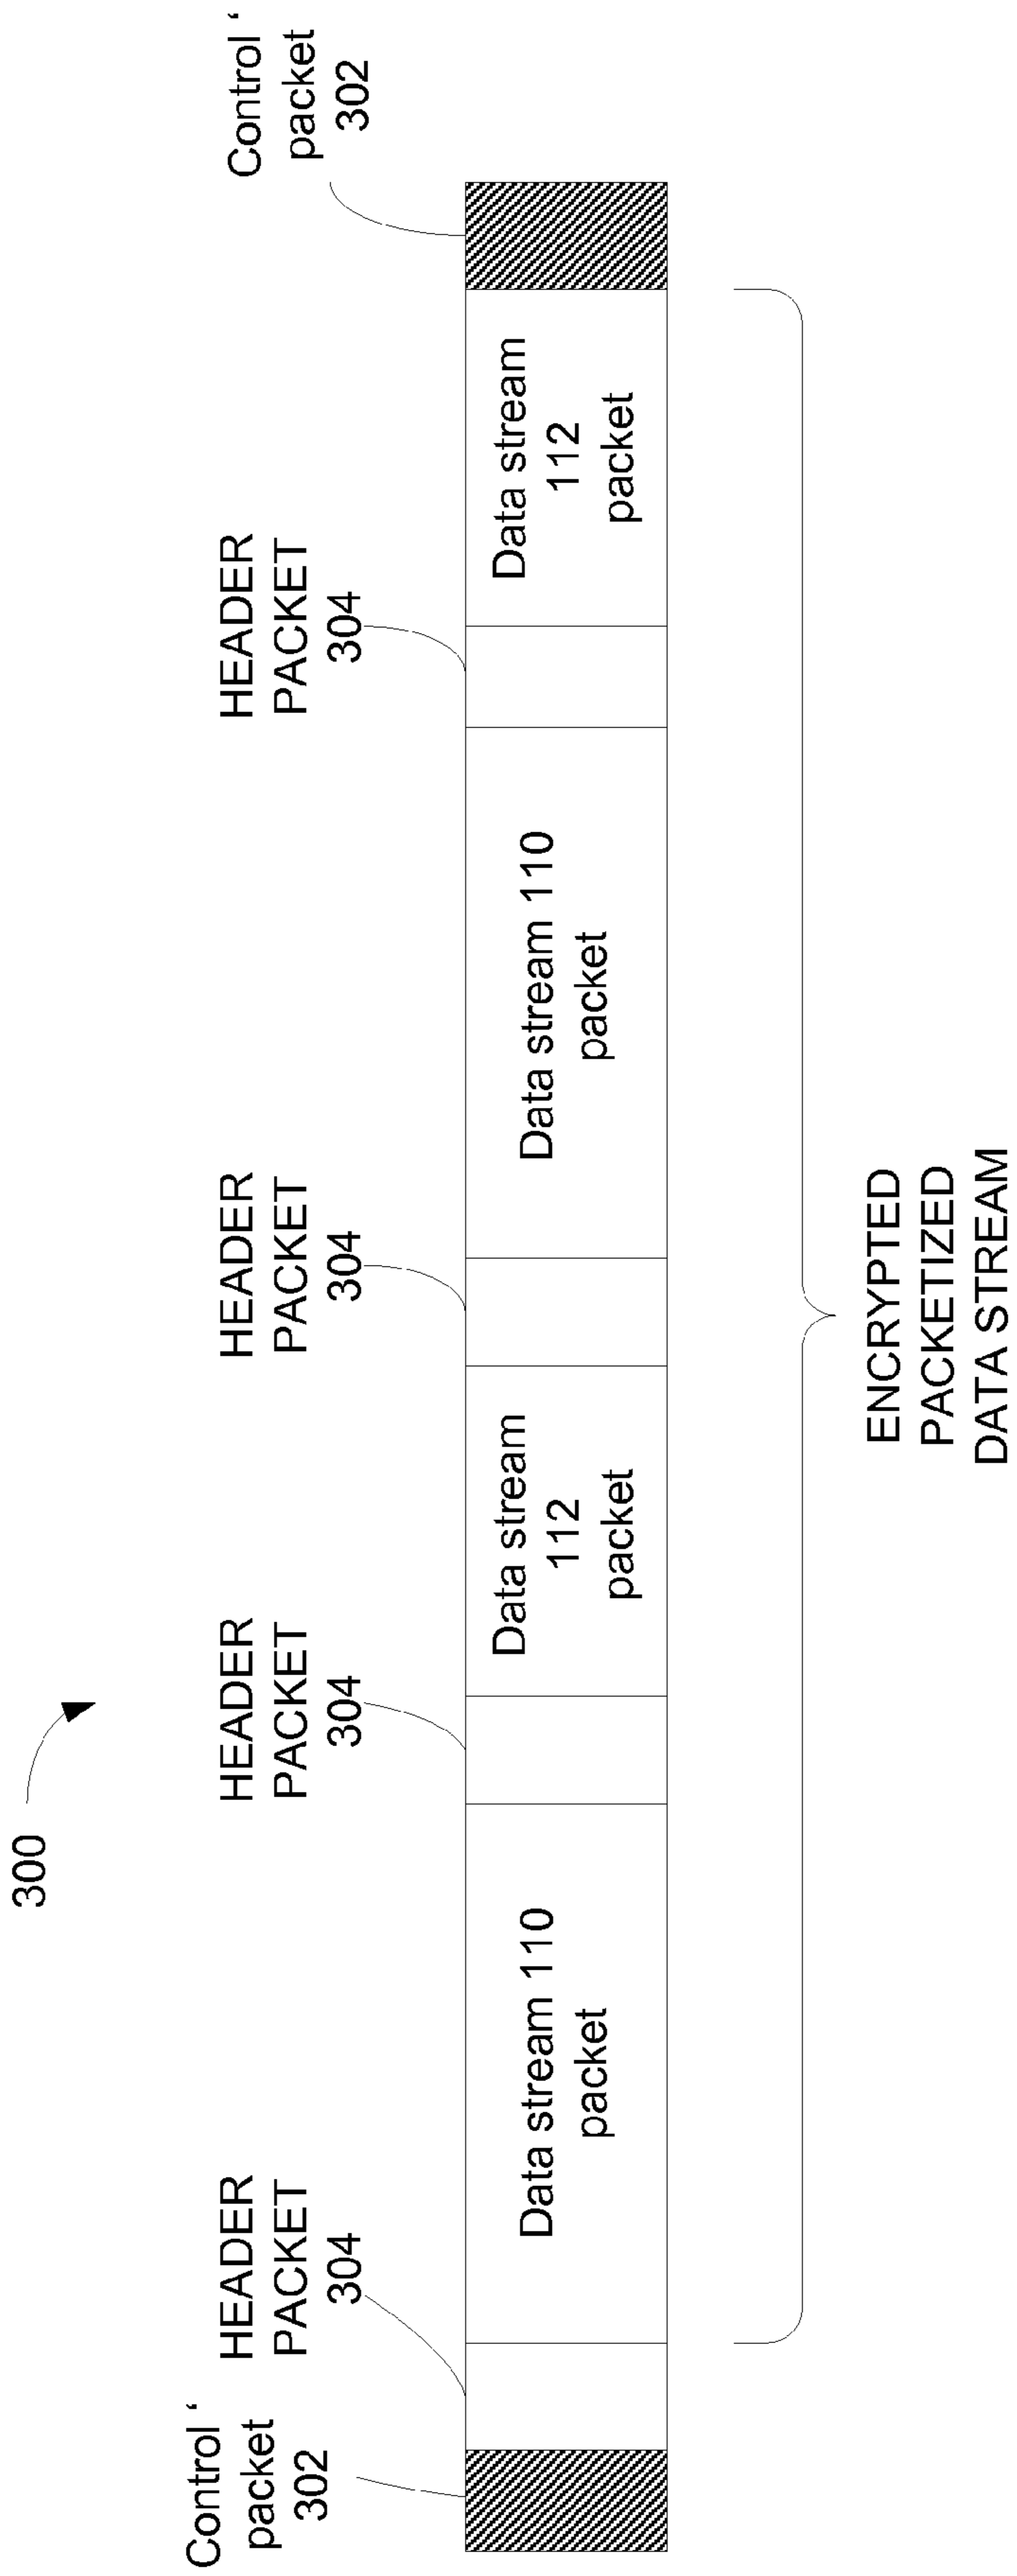 300
Control ‘
packet
302
HEADER
PACKET
304
HEADER
PACKET
304
HEADER
PACKET
304
HEADER
PACKET
304
Control ‘
packet
302
Data stream 110
packet
Data stream
112
packet
Data stream 110
packet
Data stream
112
packet
ENCRYPTED
PACKETIZED
DATA STREAM